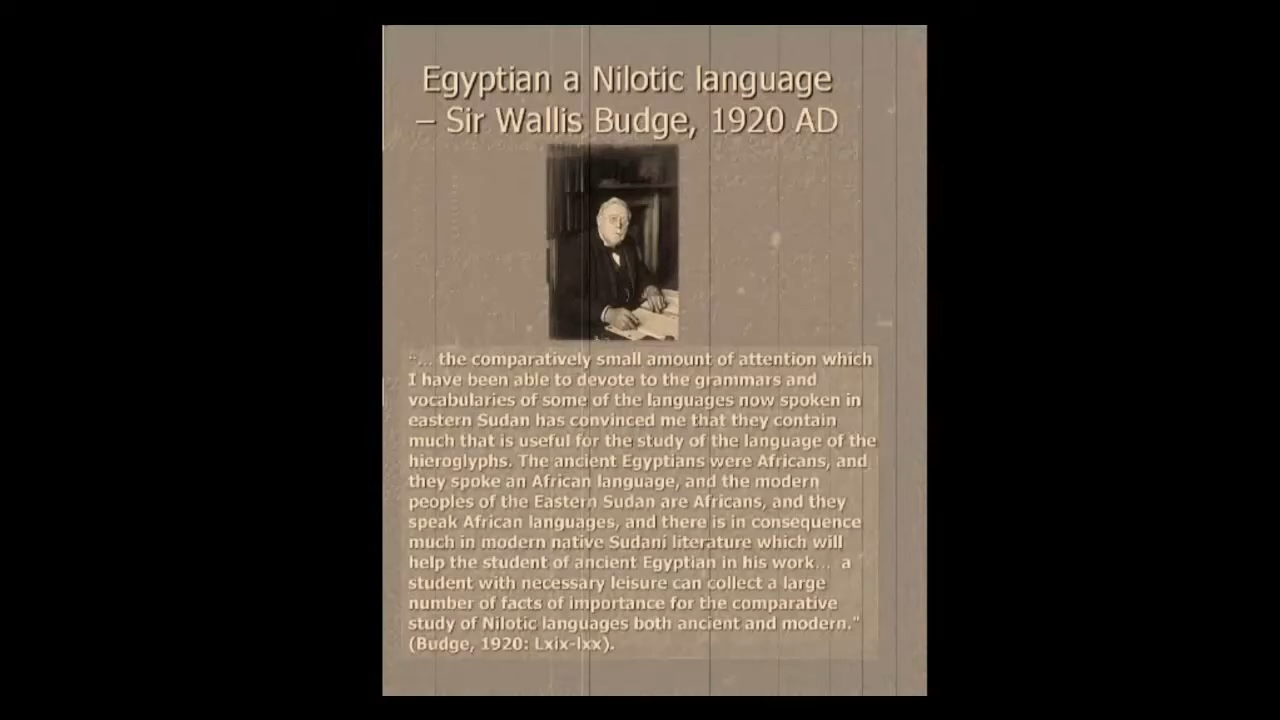 Egyptian a Nilotic language
– Sir Wallis Budge, 1920 AD
"... the comparatively small amount of attention which
I have been able to devote to the grammars and
vocabularies of some of the languages now spoken in
eastern Sudan has convinced me that they contain
much that is useful for the study of the language of the
hieroglyphs. The ancient Egyptians were Africans, and
they spoke an African language, and the modern
peoples of the Eastern Sudan are Africans, and they
speak African languages, and there is in consequence
much in modern native Sudani literature which will
help the student of ancient Egyptian in his work... a
student with necessary leisure can collect a large
number of facts of importance for the comparative
study of Nilotic languages both ancient and modern."
(Budge, 1920: Lxix-lxx).